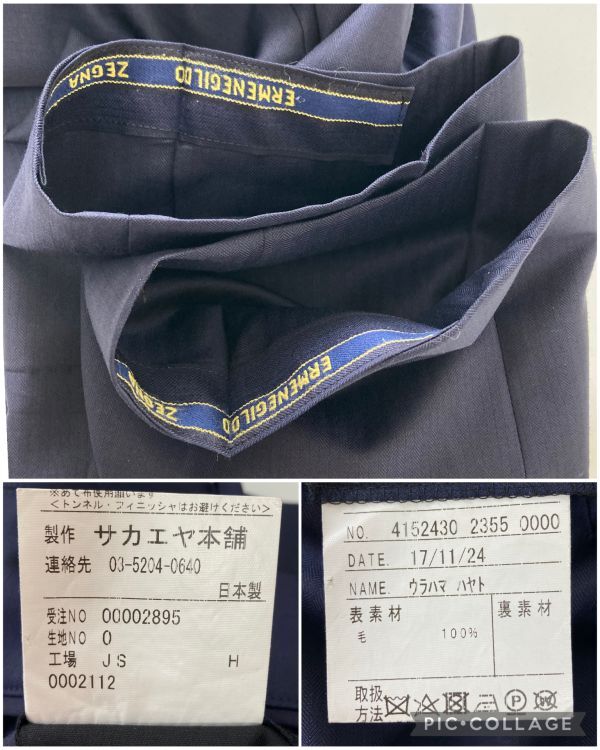 ERMENEGILDO
ZEGNA
ERMENEGILDO
ZEGNA
※あて布使用願います
<トンネル・フィニッシャはお避けください>
製作 サカエヤ本舗
連絡先 03-5204-0640
日本製
受注NO 00002895
生地NO 0
工場 JS H
0002112
NO. 4152430 2355 0000
DATE. 17/11/24
NAME. ウラハマ ハヤト
表素材 裏素材
毛 100%
取扱
方法
PIC•COLLAGE